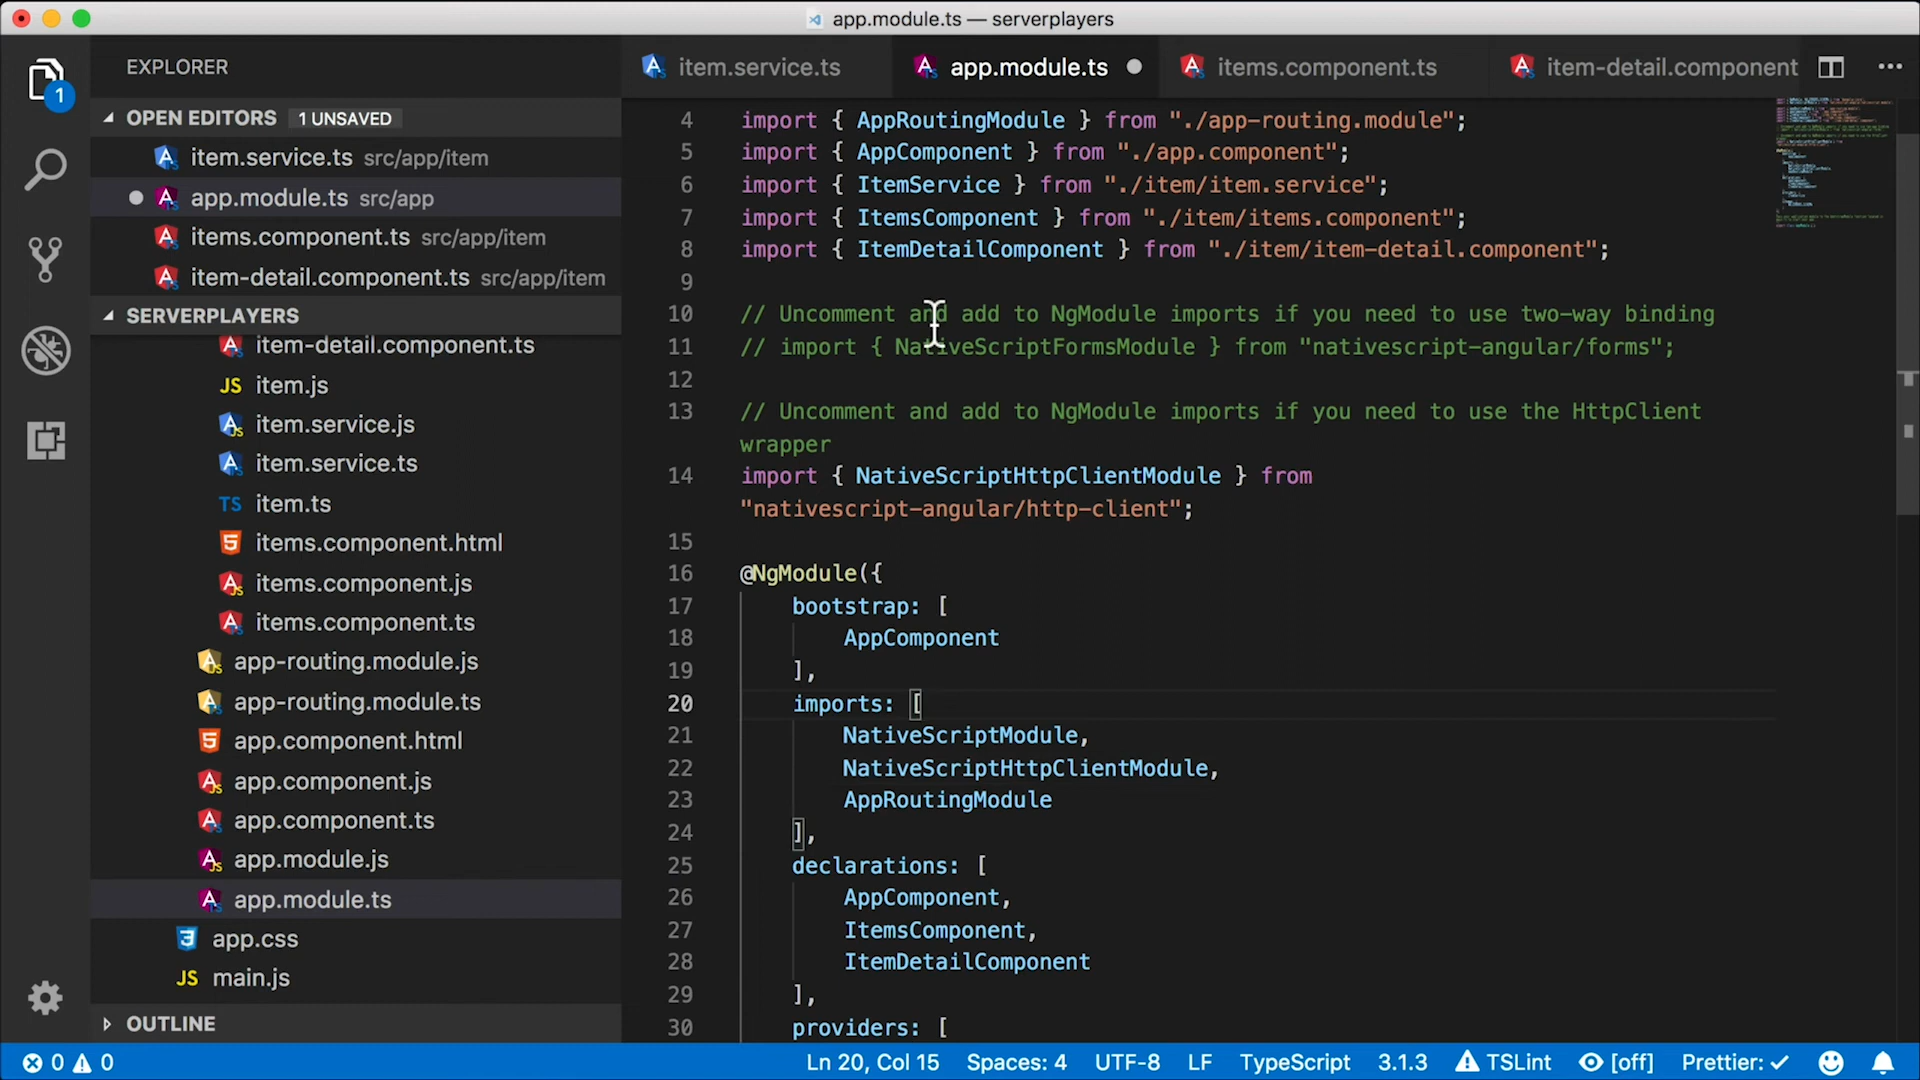 app.module.ts — serverplayers
EXPLORER
1
OPEN EDITORS 1 UNSAVED
item.service.ts src/app/item
app.module.ts src/app
items.component.ts src/app/item
item-detail.component.ts src/app/item
SERVERPLAYERS
item-detail.component.ts
JS item.js
item.service.js
item.service.ts
TS item.ts
items.component.html
items.component.js
items.component.ts
app-routing.module.js
app-routing.module.ts
app.component.html
app.component.js
app.component.ts
app.module.js
app.module.ts
app.css
JS main.js
OUTLINE
item.service.ts app.module.ts items.component.ts item-detail.component
4 import { AppRoutingModule } from "./app-routing.module";
5 import { AppComponent } from "./app.component";
6 import { ItemService } from "./item/item.service";
7 import { ItemsComponent } from "./item/items.component";
8 import { ItemDetailComponent } from "./item/item-detail.component";
9
10 // Uncomment and add to NgModule imports if you need to use two-way binding
11 // import { NativeScriptFormsModule } from "nativescript-angular/forms";
12
13 // Uncomment and add to NgModule imports if you need to use the HttpClient
wrapper
14 import { NativeScriptHttpClientModule } from
"nativescript-angular/http-client";
15
16 @NgModule({
17 bootstrap: [
18 AppComponent
19 ],
20 imports: [
21 NativeScriptModule,
22 NativeScriptHttpClientModule,
23 AppRoutingModule
24 ],
25 declarations: [
26 AppComponent,
27 ItemsComponent,
28 ItemDetailComponent
29 ],
30 providers: [
0 0 Ln 20, Col 15 Spaces: 4 UTF-8 LF TypeScript 3.1.3 TSLint [off] Prettier: ✓